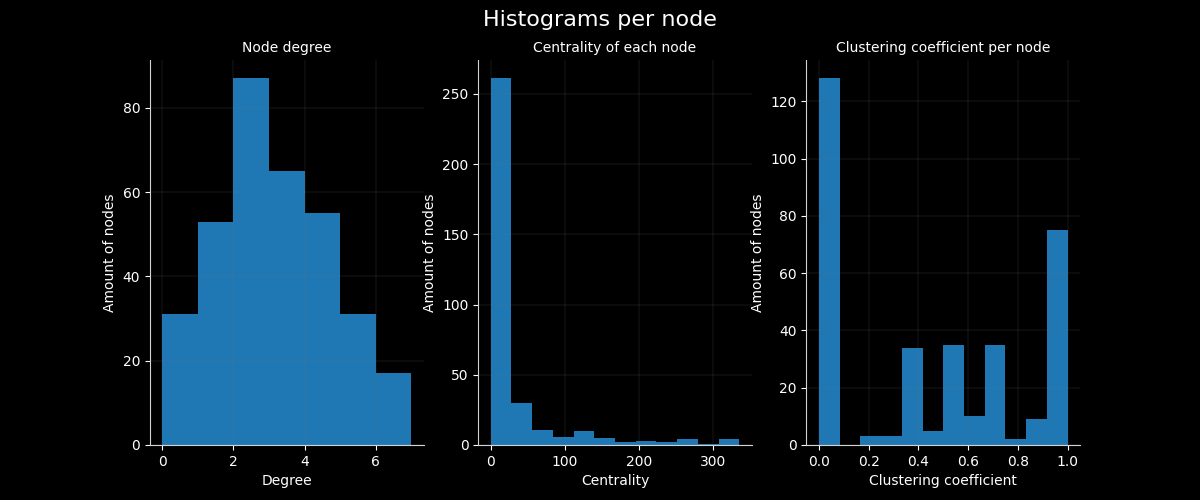 Histograms per node
Node degree
Amount of nodes
80
60
40
20
0
0 2 4 6
Degree
Centrality of each node
Amount of nodes
250
200
150
100
50
0
0 100 200 300
Centrality
Clustering coefficient per node
Amount of nodes
120
100
80
60
40
20
0
0.0 0.2 0.4 0.6 0.8 1.0
Clustering coefficient